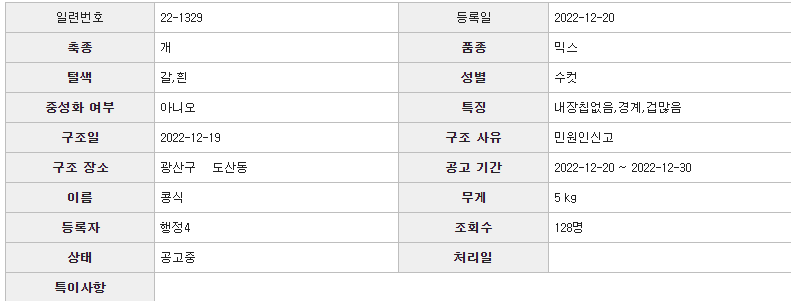 일련번호 22-1329 등록일 2022-12-20
축종 개 품종 믹스
털색 갈,흰 성별 수컷
중성화 여부 아니오 특징 내장칩없음,경계,겁많음
구조일 2022-12-19 구조 사유 민원인신고
구조 장소 광산구 도산동 공고 기간 2022-12-20 ~ 2022-12-30
이름 콩식 무게 5 kg
등록자 행정4 조회수 128명
상태 공고중 처리일
특이사항